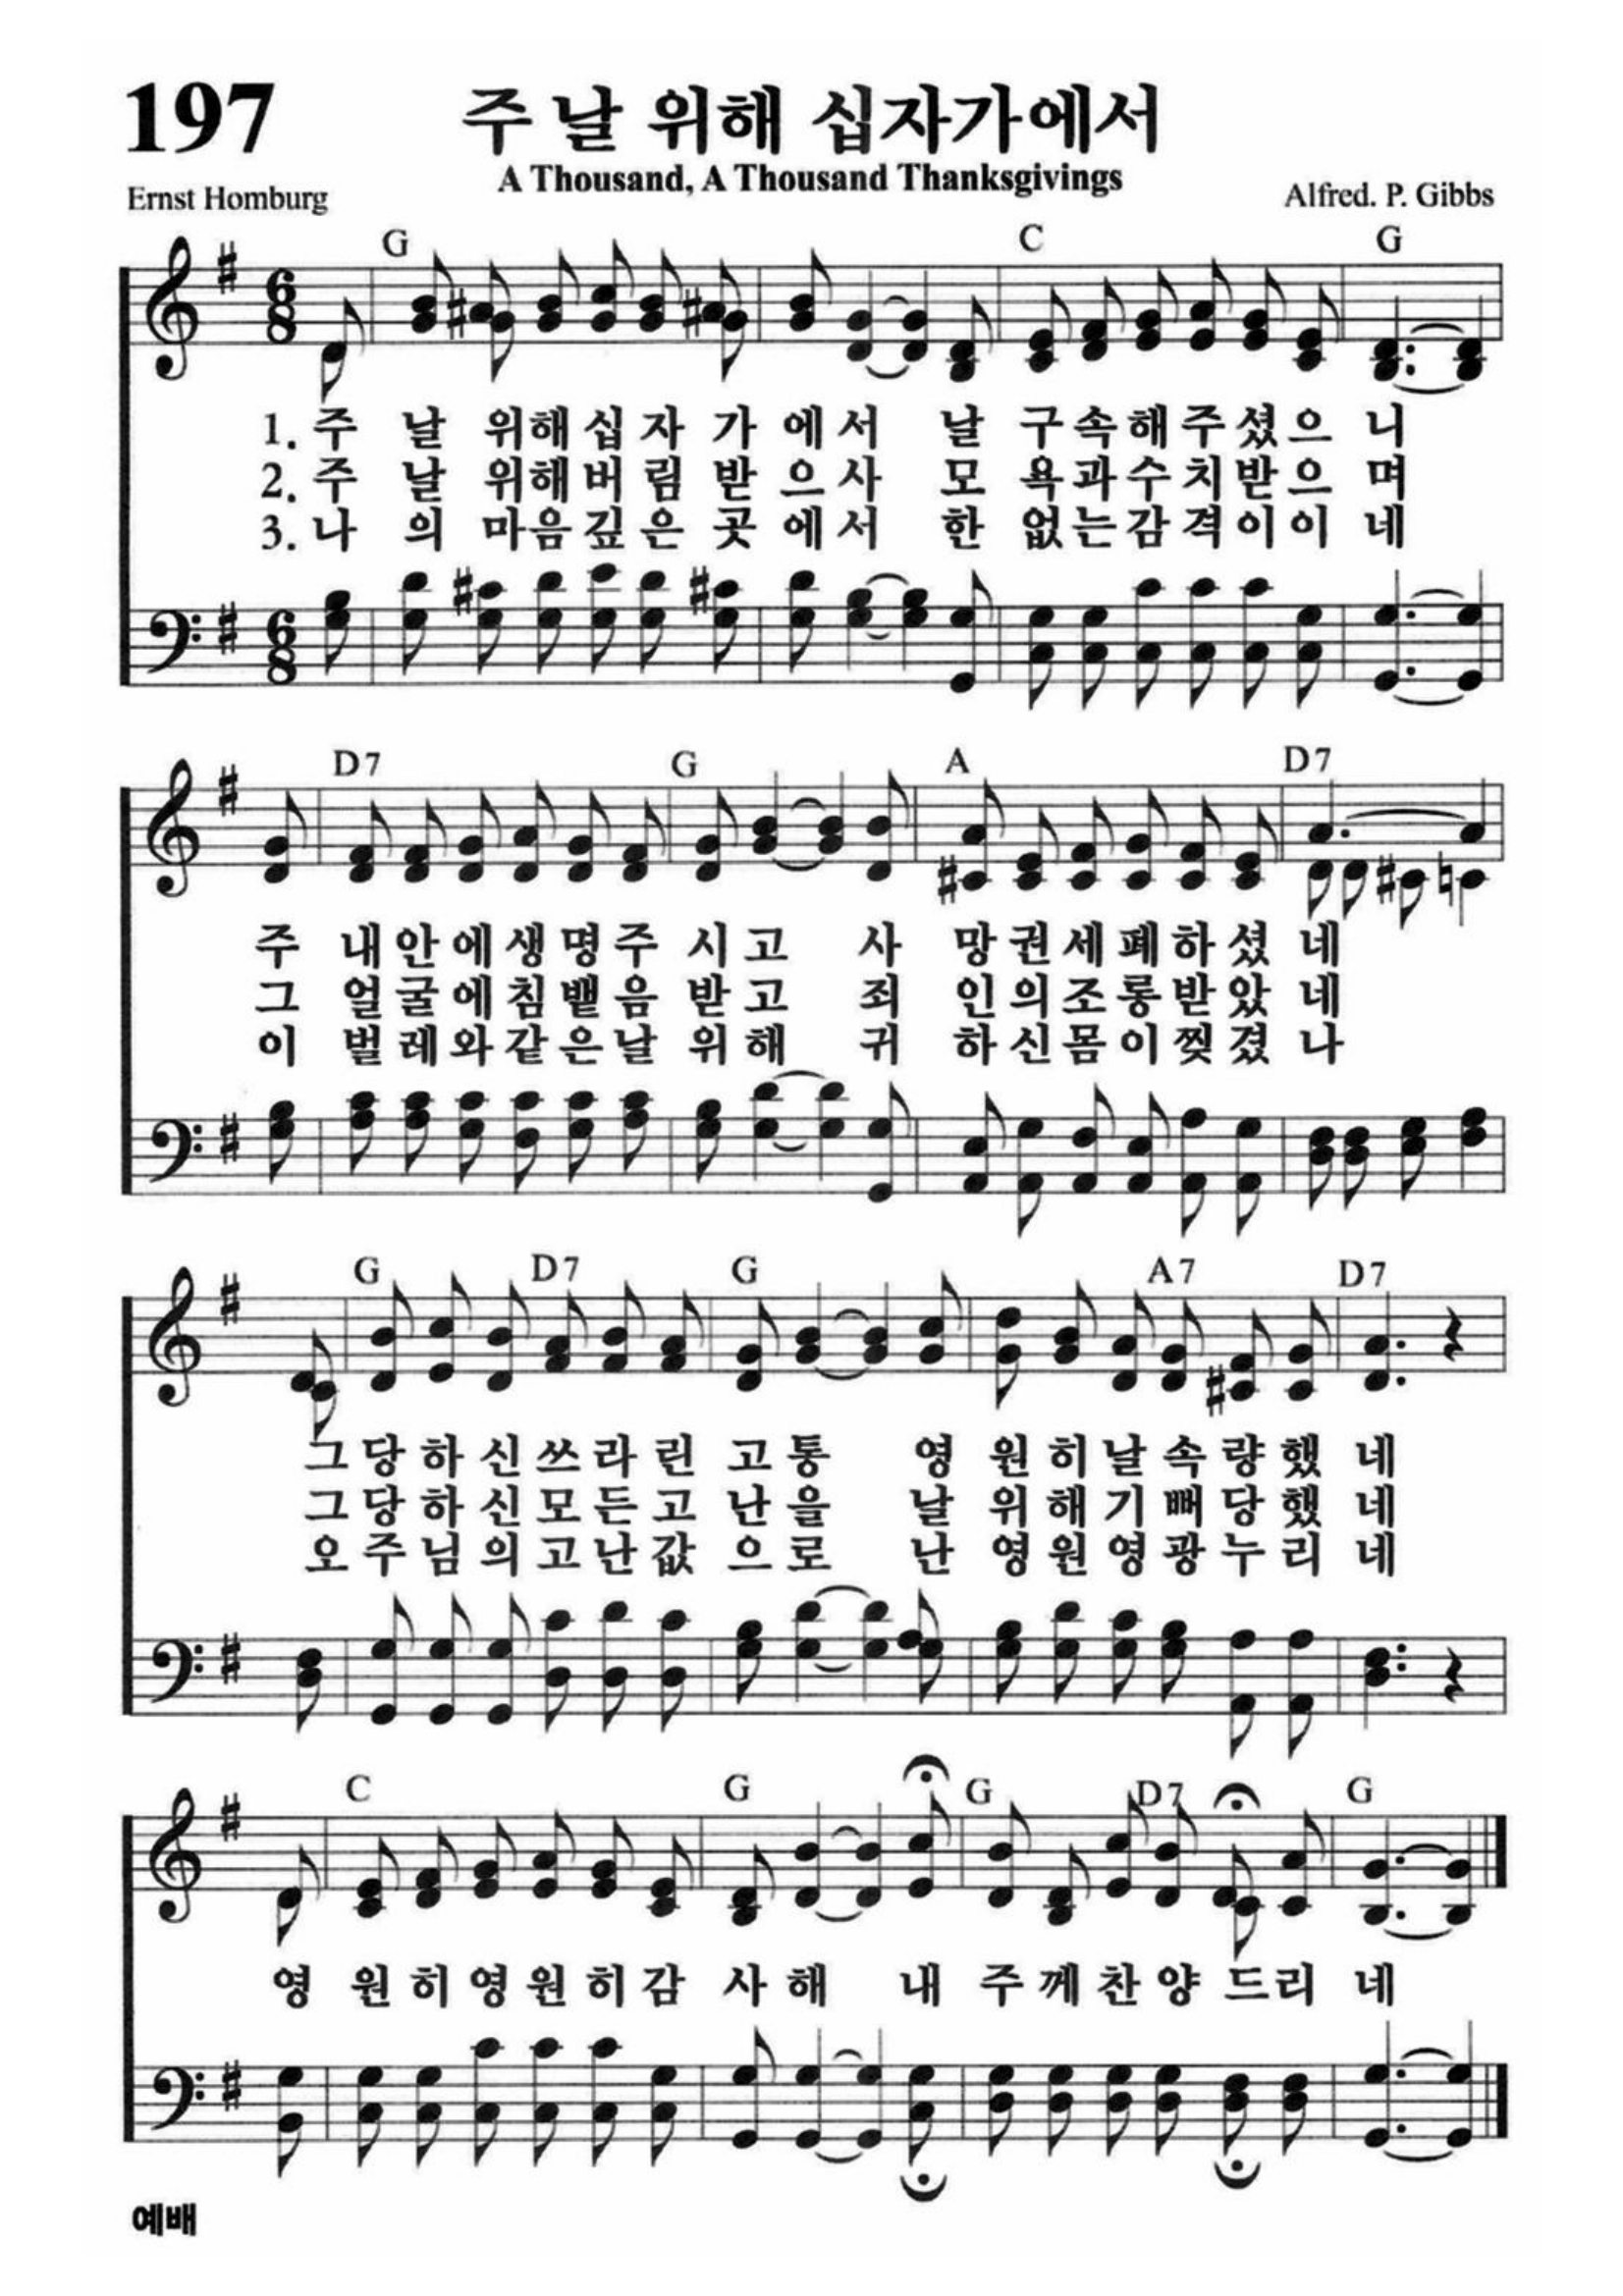 197
주 날 위해 십자가에서
A Thousand, A Thousand Thanksgivings
Ernst Homburg
Alfred. P. Gibbs
G C G
1. 주 날 위해 십자가에서 날 구속해주셨으니
2. 주 날 위해버림받으사 모욕과수치받으며
3. 나의 마음깊은곳에서 한없는감격이이네
D7 G A D7
주 내안에생명주시고 사망권세폐하셨네
그 얼굴에침뱉음받고 죄인의조롱받았네
이 벌레와같은날위해 귀하신몸이찢겼나
G D7 G A7 D7
그당하신쓰라린고통 영원히날속량했네
그당하신모든고난을 날위해기뻐당했네
오주님의고난값으로 난영원영광누리네
C G G D7 G
영 원히영원히감사해 내 주께찬양드리네
예배